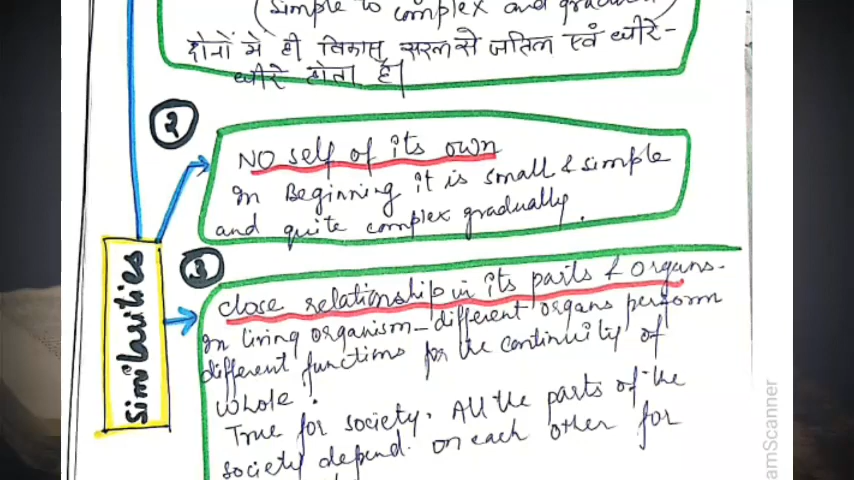 (simple to complex and gradual
दोनों में ही विकास सरल से जतिल एवं धीरे-
धीरे होता है।
2
NO self of its own
In Beginning it is small & simple
and quite complex gradually.
Similarities
3
close relationship in its parts & organs.
In living organism - different organs perform
different functions for the continuity of
whole.
True for society. All the parts of the
society depend on each other for
amScanner